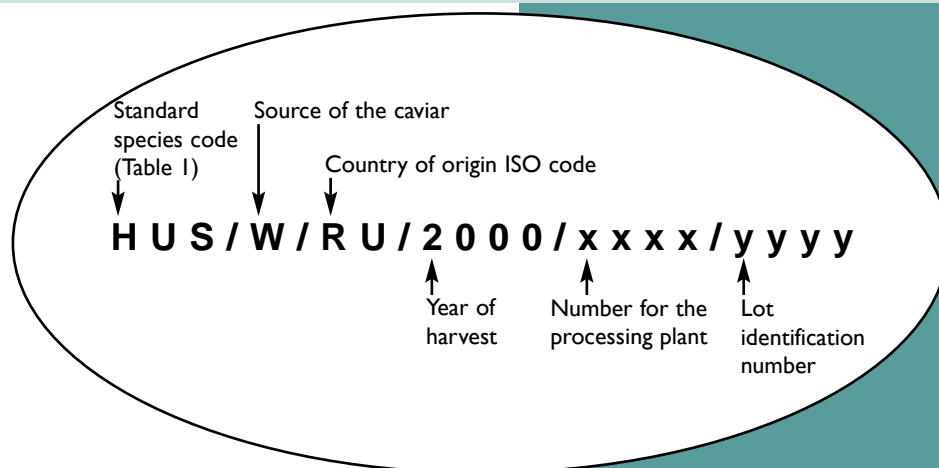 Standard
species code
(Table 1)
Source of the caviar
Country of origin ISO code
HUS/W/RU/2000/xxxx/yyyy
Year of
harvest
Number for the
processing plant
Lot
identification
number